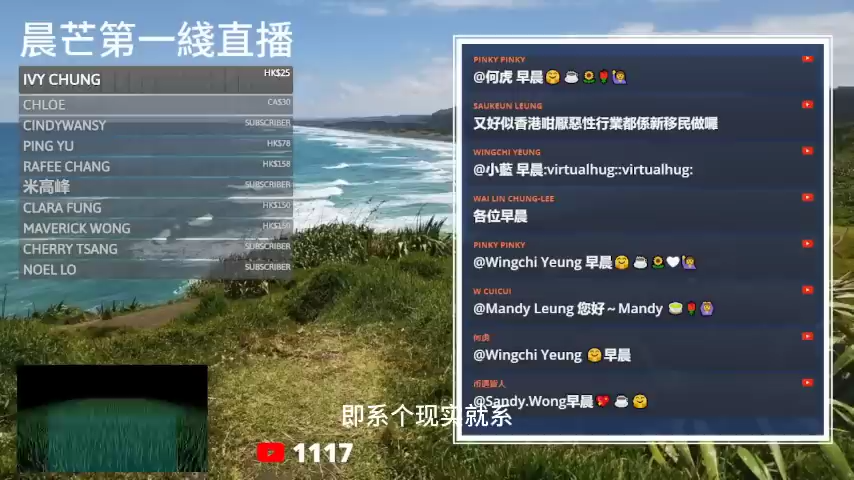 晨芒第一綫直播
IVY CHUNG HK$25
CHLOE CA$30
CINDYWANSY SUBSCRIBER
PING YU HK$78
RAFEE CHANG HK$158
米高峰 SUBSCRIBER
CLARA FUNG HK$150
MAVERICK WONG
CHERRY TSANG SUBSCRIBER
NOEL LO SUBSCRIBER
PINKY PINKY
@何虎 早晨🤗☕🌻🌹🙋‍♀️
SAUKEUN LEUNG
又好似香港咁厭惡性行業都係新移民做囉
WINGCHI YEUNG
@小藍 早晨:virtualhug::virtualhug:
WAI LIN CHUNG-LEE
各位早晨
PINKY PINKY
@Wingchi Yeung 早晨🤗☕🌻🤍🙋‍♀️
W CUICUI
@Mandy Leung 您好~Mandy 🍵🌹🙆‍♀️
何虎
@Wingchi Yeung 🤗早晨
@Sandy.Wong早晨💖 ☕ 🤗
即系个现实就系
1117